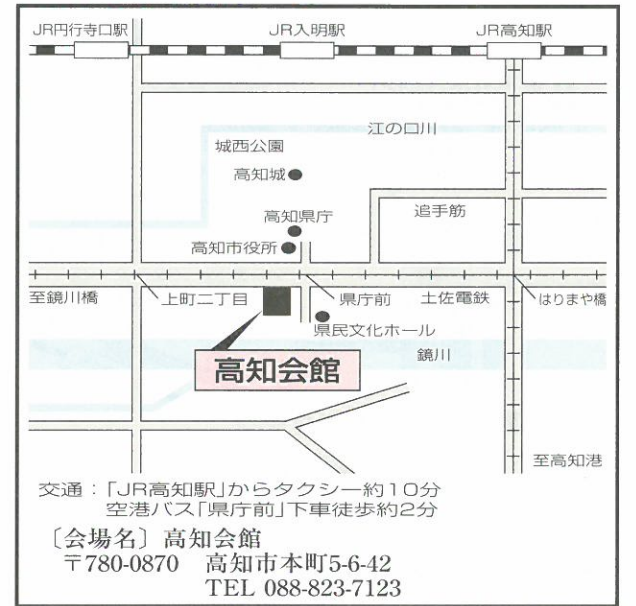 JR円行寺口駅
JR入明駅
JR高知駅
江の口川
城西公園
高知城
高知県庁
追手筋
高知市役所
至鏡川橋
上町二丁目
県庁前
土佐電鉄
はりまや橋
県民文化ホール
鏡川
高知会館
至高知港
交通：「JR高知駅」からタクシー約10分
空港バス「県庁前」下車徒歩約2分
〔会場名〕高知会館
〒780-0870 高知市本町5-6-42
TEL 088-823-7123